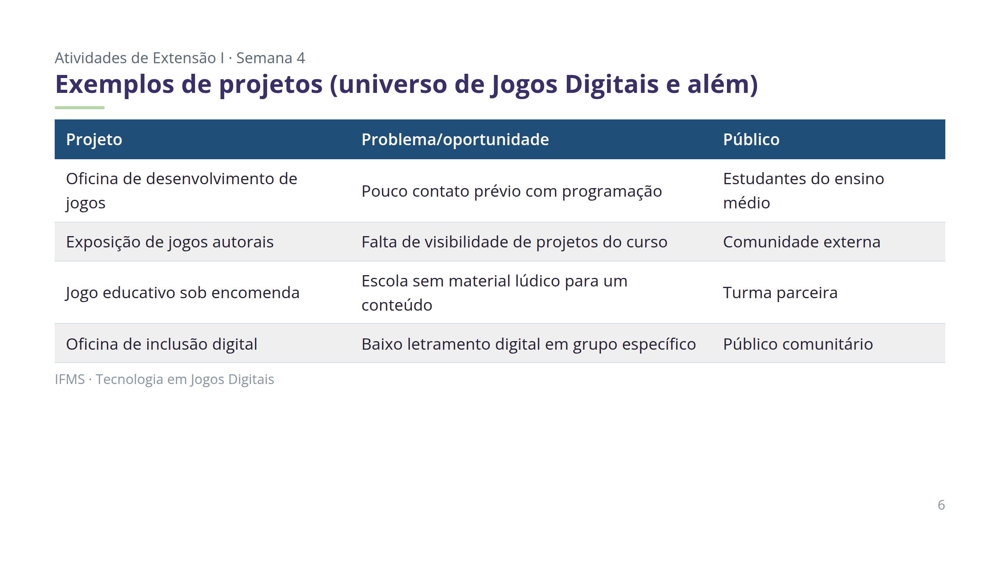 Atividades de Extensão I · Semana 4
Exemplos de projetos (universo de Jogos Digitais e além)
Projeto
Problema/oportunidade
Público
Oficina de desenvolvimento de
jogos
Pouco contato prévio com programação
Estudantes do ensino
médio
Exposição de jogos autorais
Falta de visibilidade de projetos do curso
Comunidade externa
Jogo educativo sob encomenda
Escola sem material lúdico para um
conteúdo
Turma parceira
Oficina de inclusão digital
Baixo letramento digital em grupo específico
Público comunitário
IFMS · Tecnologia em Jogos Digitais
6